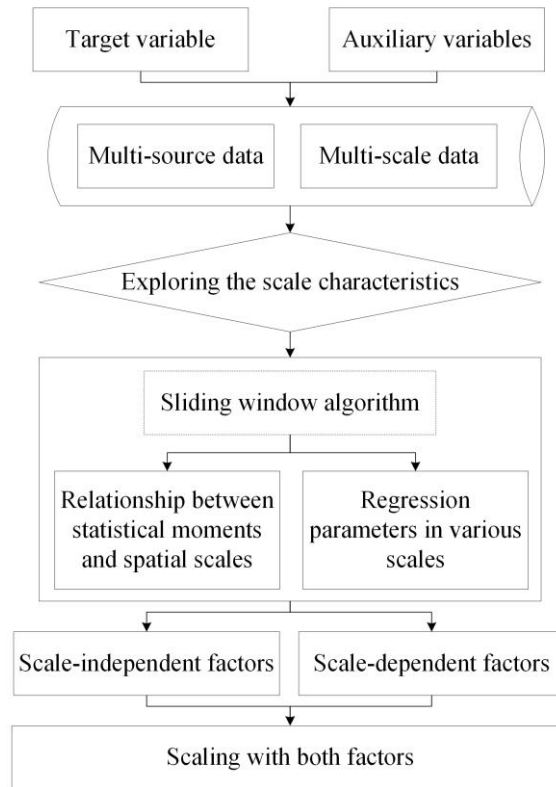 Target variable
Auxiliary variables
Multi-source data
Multi-scale data
Exploring the scale characteristics
Sliding window algorithm
Relationship between
statistical moments
and spatial scales
Regression
parameters in various
scales
Scale-independent factors
Scale-dependent factors
Scaling with both factors